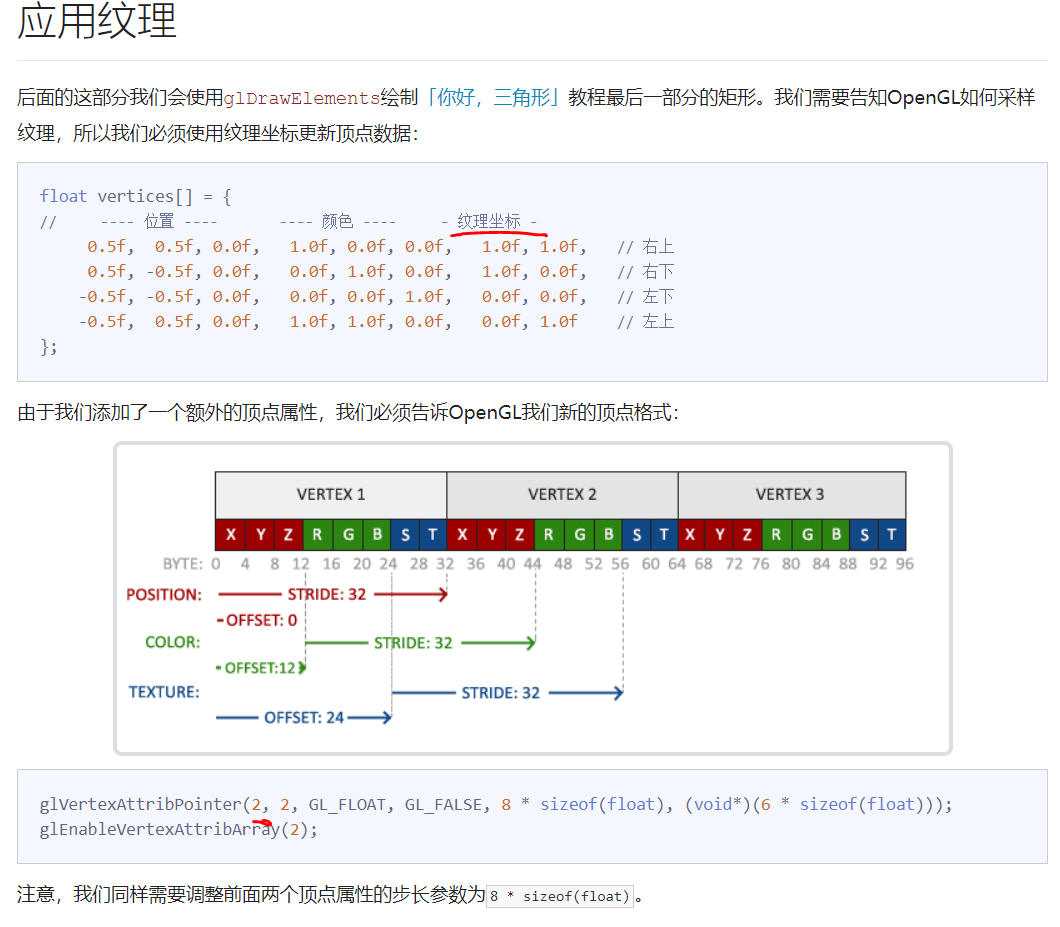 应用纹理
后面的这部分我们会使用glDrawElements绘制「你好，三角形」教程最后一部分的矩形。我们需要告知OpenGL如何采样
纹理，所以我们必须使用纹理坐标更新顶点数据：
float vertices[] = {
//     ---- 位置 ----       ---- 颜色 ----     - 纹理坐标 -
     0.5f,  0.5f, 0.0f,   1.0f, 0.0f, 0.0f,   1.0f, 1.0f,   // 右上
     0.5f, -0.5f, 0.0f,   0.0f, 1.0f, 0.0f,   1.0f, 0.0f,   // 右下
    -0.5f, -0.5f, 0.0f,   0.0f, 0.0f, 1.0f,   0.0f, 0.0f,   // 左下
    -0.5f,  0.5f, 0.0f,   1.0f, 1.0f, 0.0f,   0.0f, 1.0f    // 左上
};
由于我们添加了一个额外的顶点属性，我们必须告诉OpenGL我们新的顶点格式：
VERTEX 1 VERTEX 2 VERTEX 3
X Y Z R G B S T X Y Z R G B S T X Y Z R G B S T
BYTE: 0 4 8 12 16 20 24 28 32 36 40 44 48 52 56 60 64 68 72 76 80 84 88 92 96
POSITION: STRIDE: 32
OFFSET: 0
COLOR: STRIDE: 32
OFFSET:12
TEXTURE: STRIDE: 32
OFFSET: 24
glVertexAttribPointer(2, 2, GL_FLOAT, GL_FALSE, 8 * sizeof(float), (void*)(6 * sizeof(float)));
glEnableVertexAttribArray(2);
注意，我们同样需要调整前面两个顶点属性的步长参数为8 * sizeof(float)。